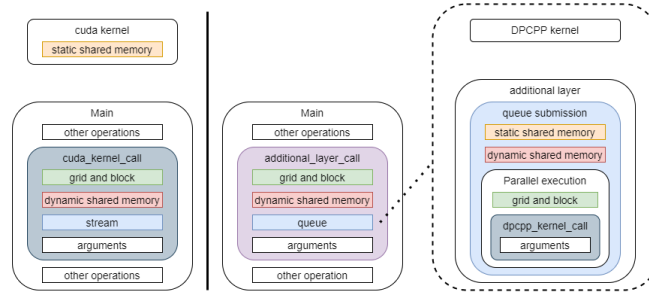 cuda kernel
static shared memory
Main
other operations
cuda_kernel_call
grid and block
dynamic shared memory
stream
arguments
other operations
Main
other operations
additional_layer_call
grid and block
dynamic shared memory
queue
arguments
other operation
DPCPP kernel
additional layer
queue submission
static shared memory
dynamic shared memory
Parallel execution
grid and block
dpcpp_kernel_call
arguments